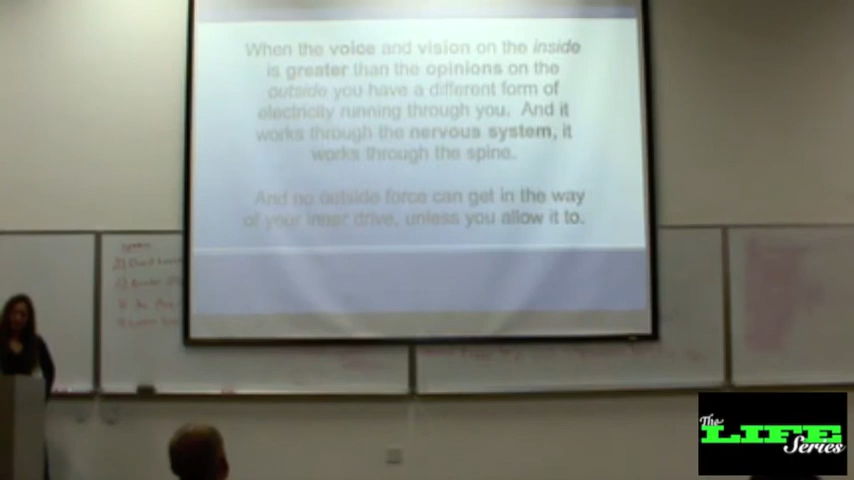 When the voice and vision on the inside
is greater than the opinions on the
outside you have a different form of
electricity running through you. And it
works through the nervous system, it
works through the spine.
And no outside force can get in the way
of your inner drive, unless you allow it to.
The
LIFE
Series